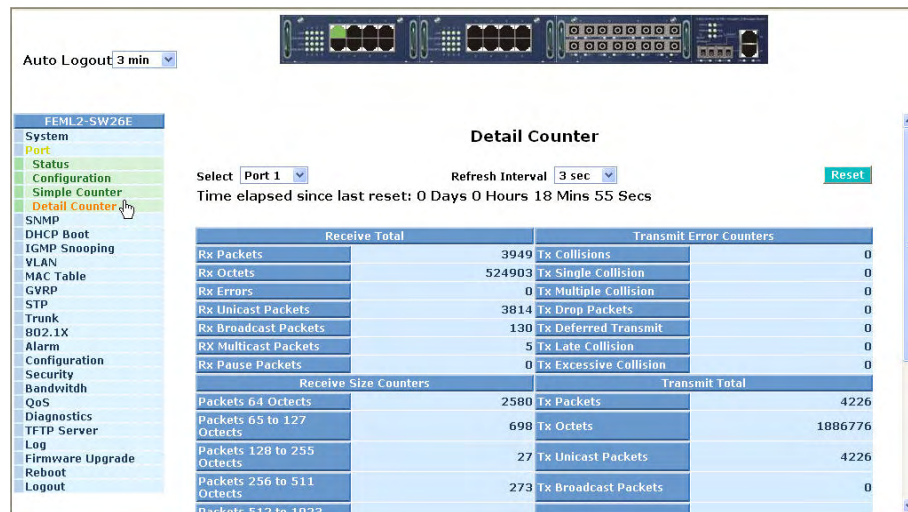 Auto Logout 3 min
FEML2-SW26E
System
Port
Status
Configuration
Simple Counter
Detail Counter
SNMP
DHCP Boot
IGMP Snooping
VLAN
MAC Table
GVRP
STP
Trunk
802.1X
Alarm
Configuration
Security
Bandwitdh
QoS
Diagnostics
TFTP Server
Log
Firmware Upgrade
Reboot
Logout
Detail Counter
Select Port 1 Refresh Interval 3 sec Reset
Time elapsed since last reset: 0 Days 0 Hours 18 Mins 55 Secs
Receive Total Transmit Error Counters
Rx Packets 3949 Tx Collisions 0
Rx Octets 524903 Tx Single Collision 0
Rx Errors 0 Tx Multiple Collision 0
Rx Unicast Packets 3814 Tx Drop Packets 0
Rx Broadcast Packets 130 Tx Deferred Transmit 0
RX Multicast Packets 5 Tx Late Collision 0
Rx Pause Packets 0 Tx Excessive Collision 0
Receive Size Counters Transmit Total
Packets 64 Octects 2580 Tx Packets 4226
Packets 65 to 127
Octects 698 Tx Octets 1886776
Packets 128 to 255
Octects 27 Tx Unicast Packets 4226
Packets 256 to 511
Octects 273 Tx Broadcast Packets 0
Packets 512 to 1023